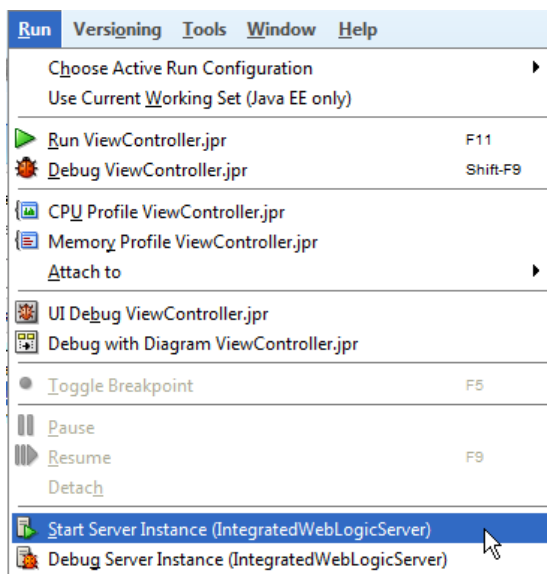 Run Versioning Tools Window Help
Choose Active Run Configuration
Use Current Working Set (Java EE only)
Run ViewController.jpr F11
Debug ViewController.jpr Shift-F9
CPU Profile ViewController.jpr
Memory Profile ViewController.jpr
Attach to
UI Debug ViewController.jpr
Debug with Diagram ViewController.jpr
Toggle Breakpoint F5
Pause
Resume F9
Detach
Start Server Instance (IntegratedWebLogicServer)
Debug Server Instance (IntegratedWebLogicServer)